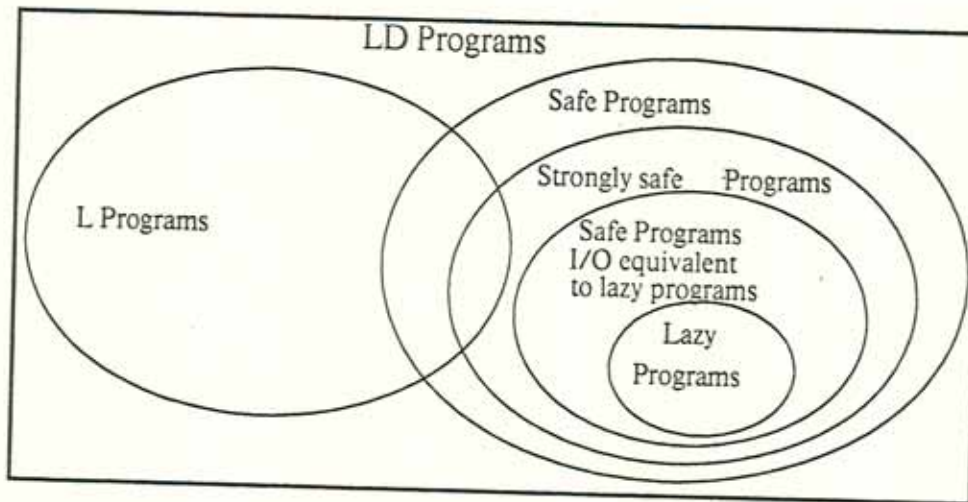 LD Programs
Safe Programs
Strongly safe Programs
L Programs
Safe Programs
I/O equivalent
to lazy programs
Lazy
Programs